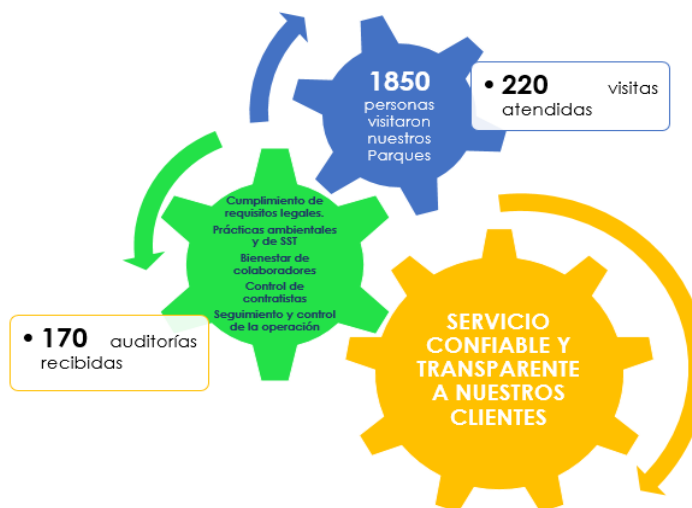 1850
personas
visitaron
nuestros
Parques
• 220 visitas
atendidas
Cumplimiento de
requisitos legales.
Prácticas ambientales
y de SST
Bienestar de
colaboradores
Control de
contratistas
Seguimiento y control
de la operación
• 170 auditorías
recibidas
SERVICIO
CONFIABLE Y
TRANSPARENTE
A NUESTROS
CLIENTES